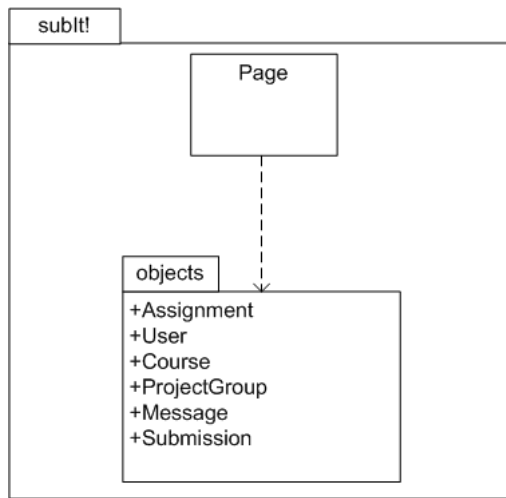 subIt!
Page
objects
+Assignment
+User
+Course
+ProjectGroup
+Message
+Submission